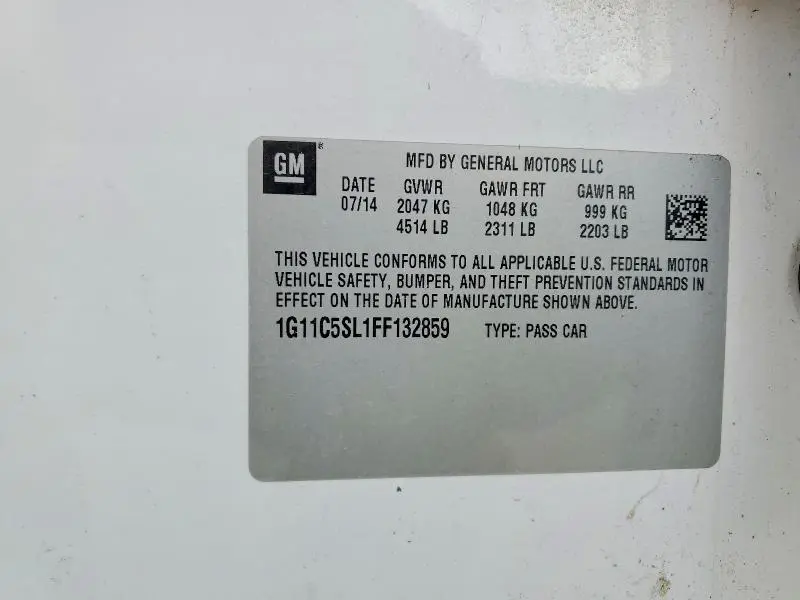 GM®
MFD BY GENERAL MOTORS LLC
DATE GVWR GAWR FRT GAWR RR
07/14 2047 KG 1048 KG 999 KG
4514 LB 2311 LB 2203 LB
THIS VEHICLE CONFORMS TO ALL APPLICABLE U.S. FEDERAL MOTOR
VEHICLE SAFETY, BUMPER, AND THEFT PREVENTION STANDARDS IN
EFFECT ON THE DATE OF MANUFACTURE SHOWN ABOVE.
1G11C5SL1FF132859 TYPE: PASS CAR